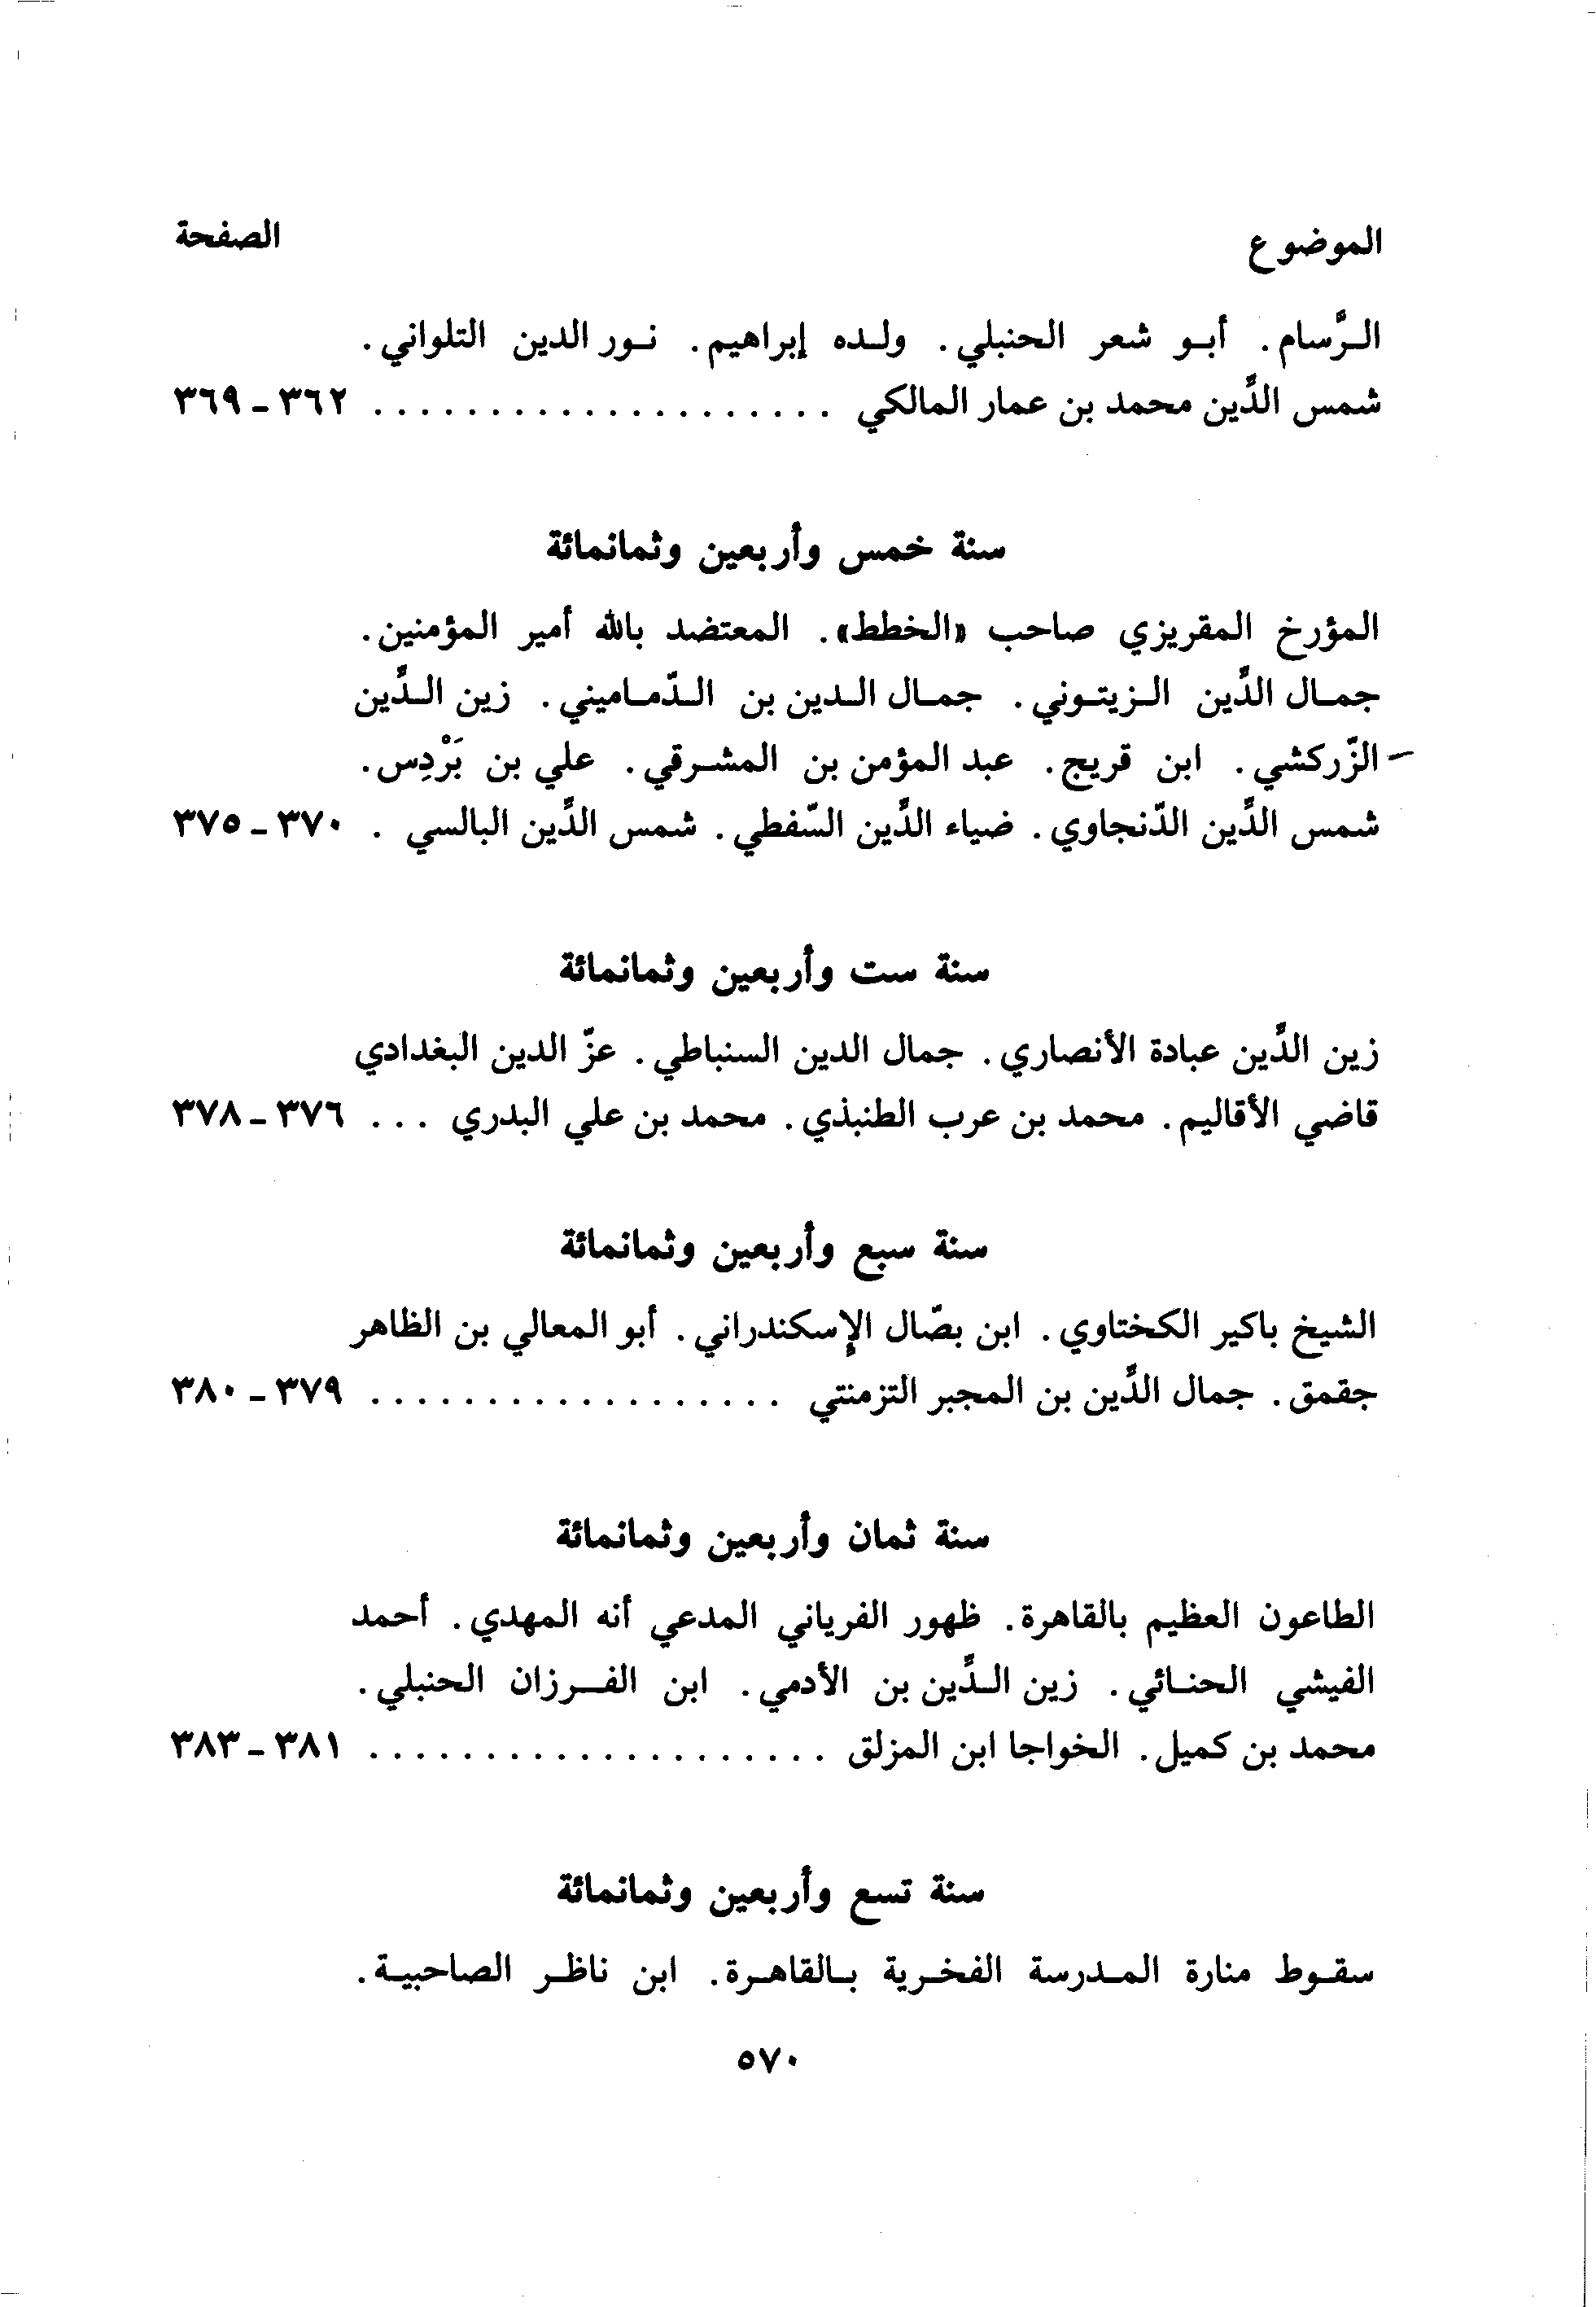 الموضوع الصفحة
الرَّسام. أبو شعر الحنبلي. ولده إبراهيم. نور الدين التلواني.
شمس الدِّين محمد بن عمار المالكي . . . . . . . . . . . . . . . . . . . . ٣٦٢ - ٣٦٩
سنة خمس وأربعين وثمانمائة
المؤرخ المقريزي صاحب «الخطط». المعتضد بالله أمير المؤمنين.
جمال الدِّين الزيتوني. جمال الدين بن الدّماميني. زين الدِّين
الزّركشي. ابن قريج. عبد المؤمن بن المشرقي. علي بن بَرْدِس.
شمس الدِّين الدّنجاوي. ضياء الدِّين السّفطي. شمس الدِّين البالسي . ٣٧٠ - ٣٧٥
سنة ست وأربعين وثمانمائة
زين الدِّين عبادة الأنصاري. جمال الدين السنباطي. عزّ الدين البغدادي
قاضي الأقاليم. محمد بن عرب الطنبذي. محمد بن علي البدري . . . ٣٧٦ - ٣٧٨
سنة سبع وأربعين وثمانمائة
الشيخ باكير الكختاوي. ابن بصّال الإسكندراني. أبو المعالي بن الظاهر
جقمق. جمال الدِّين بن المجبر التزمنتي . . . . . . . . . . . . . . . . . . ٣٧٩ - ٣٨٠
سنة ثمان وأربعين وثمانمائة
الطاعون العظيم بالقاهرة. ظهور الفرياني المدعي أنه المهدي. أحمد
الفيشي الحنائي. زين الدِّين بن الأدمي. ابن الفرزان الحنبلي.
محمد بن كميل. الخواجا ابن المزلق . . . . . . . . . . . . . . . . . . . . ٣٨١ - ٣٨٣
سنة تسع وأربعين وثمانمائة
سقوط منارة المدرسة الفخرية بالقاهرة. ابن ناظر الصاحبية.
٥٧٠